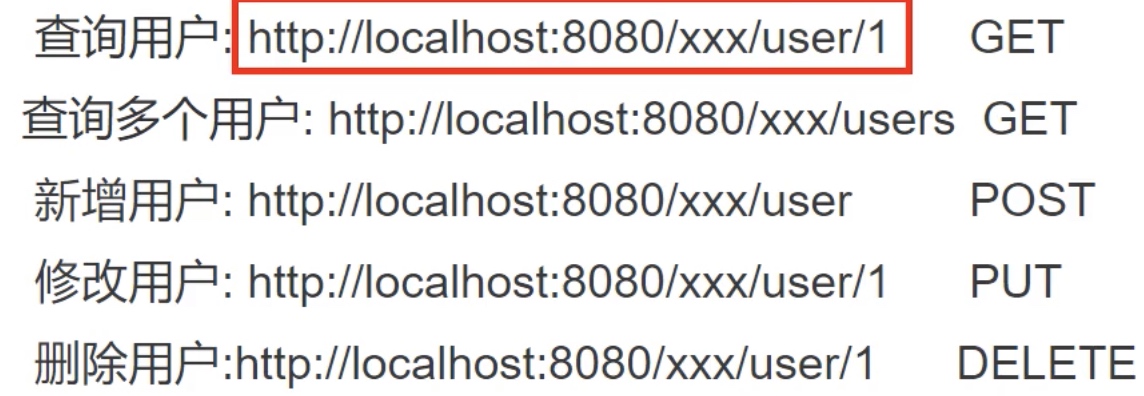 查询用户: http://localhost:8080/xxx/user/1 GET
查询多个用户: http://localhost:8080/xxx/users GET
新增用户: http://localhost:8080/xxx/user POST
修改用户: http://localhost:8080/xxx/user/1 PUT
删除用户:http://localhost:8080/xxx/user/1 DELETE